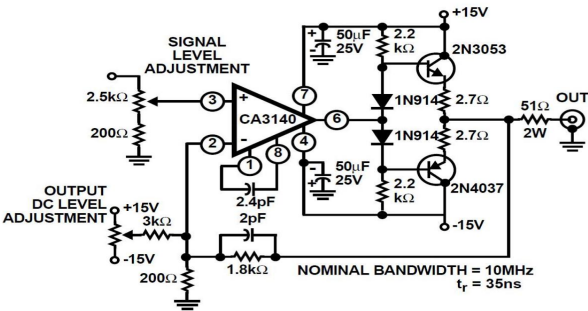 +15V
50µF
25V
2.2
kΩ
2N3053
SIGNAL
LEVEL
ADJUSTMENT
7
2.5kΩ
3
+
CA3140
6
1N914
2.7Ω
51Ω
OUT
2W
200Ω
2
-
4
1N914
2.7Ω
1
8
2.4pF
50µF
25V
2.2
kΩ
2N4037
OUTPUT
DC LEVEL
ADJUSTMENT
+15V
3kΩ
2pF
-15V
-15V
1.8kΩ
200Ω
NOMINAL BANDWIDTH = 10MHz
tr = 35ns